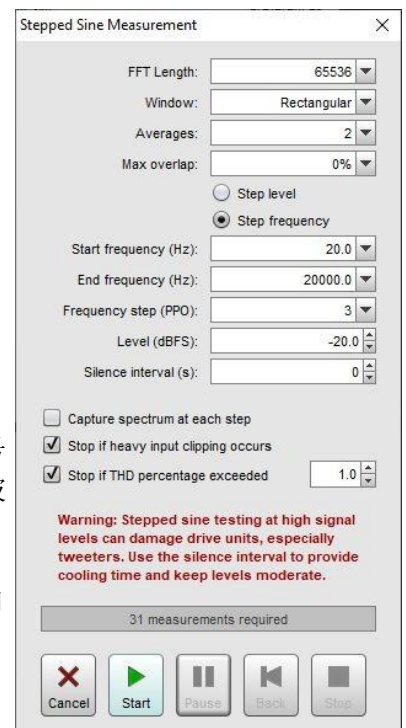 Stepped Sine Measurement
FFT Length: 65536
Window: Rectangular
Averages: 2
Max overlap: 0%
Step level
Step frequency
Start frequency (Hz): 20.0
End frequency (Hz): 20000.0
Frequency step (PPO): 3
Level (dBFS): -20.0
Silence interval (s): 0
Capture spectrum at each step
Stop if heavy input clipping occurs
Stop if THD percentage exceeded 1.0
Warning: Stepped sine testing at high signal
levels can damage drive units, especially
tweeters. Use the silence interval to provide
cooling time and keep levels moderate.
31 measurements required
Cancel Start Pause Back Stop